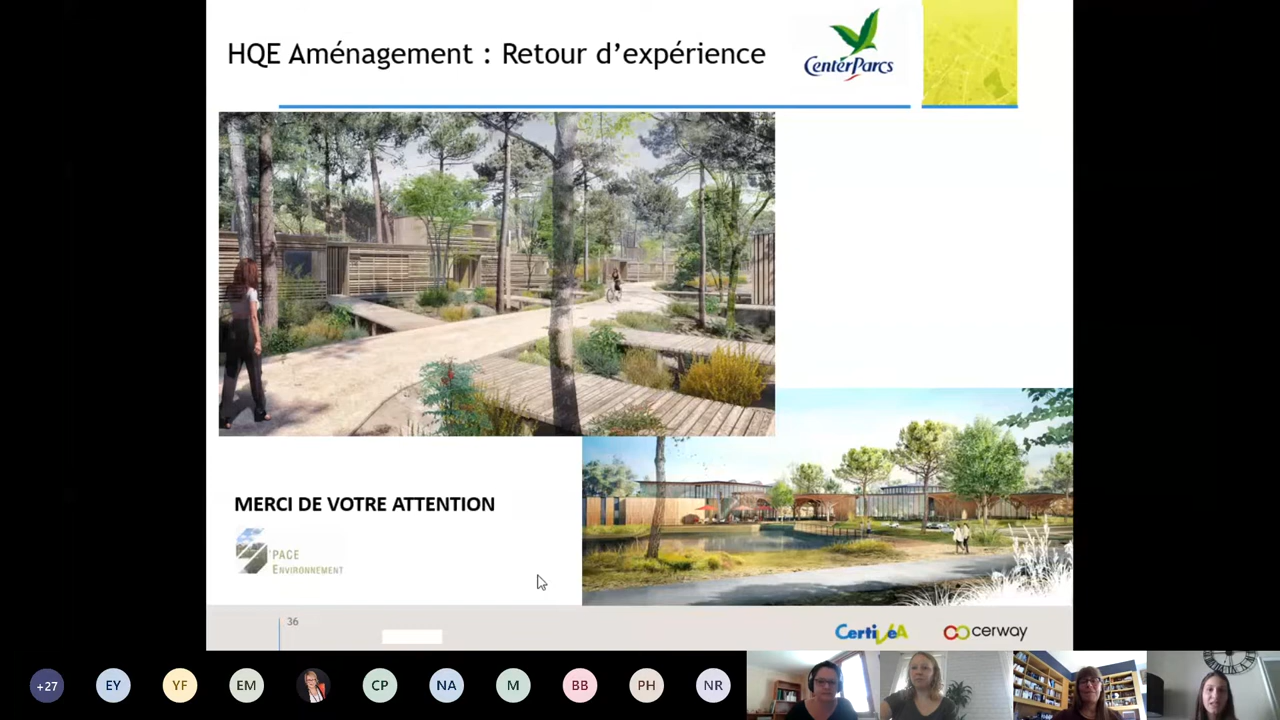 HQE Aménagement : Retour d'expérience
CenterParcs
MERCI DE VOTRE ATTENTION
PACE
ENVIRONNEMENT
36
CertiVéA
cerway
+27
EY
YF
EM
CP
NA
M
BB
PH
NR